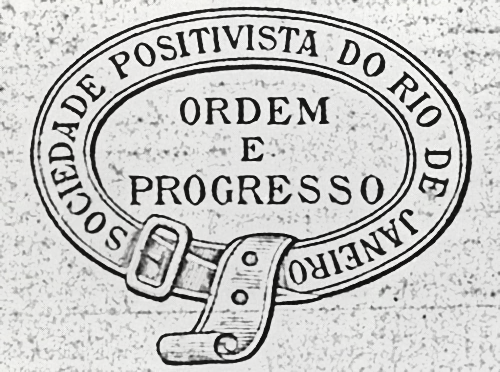 SOCIEDADE POSITIVISTA DO RIO DE JANEIRO
ORDEM
E
PROGRESSO